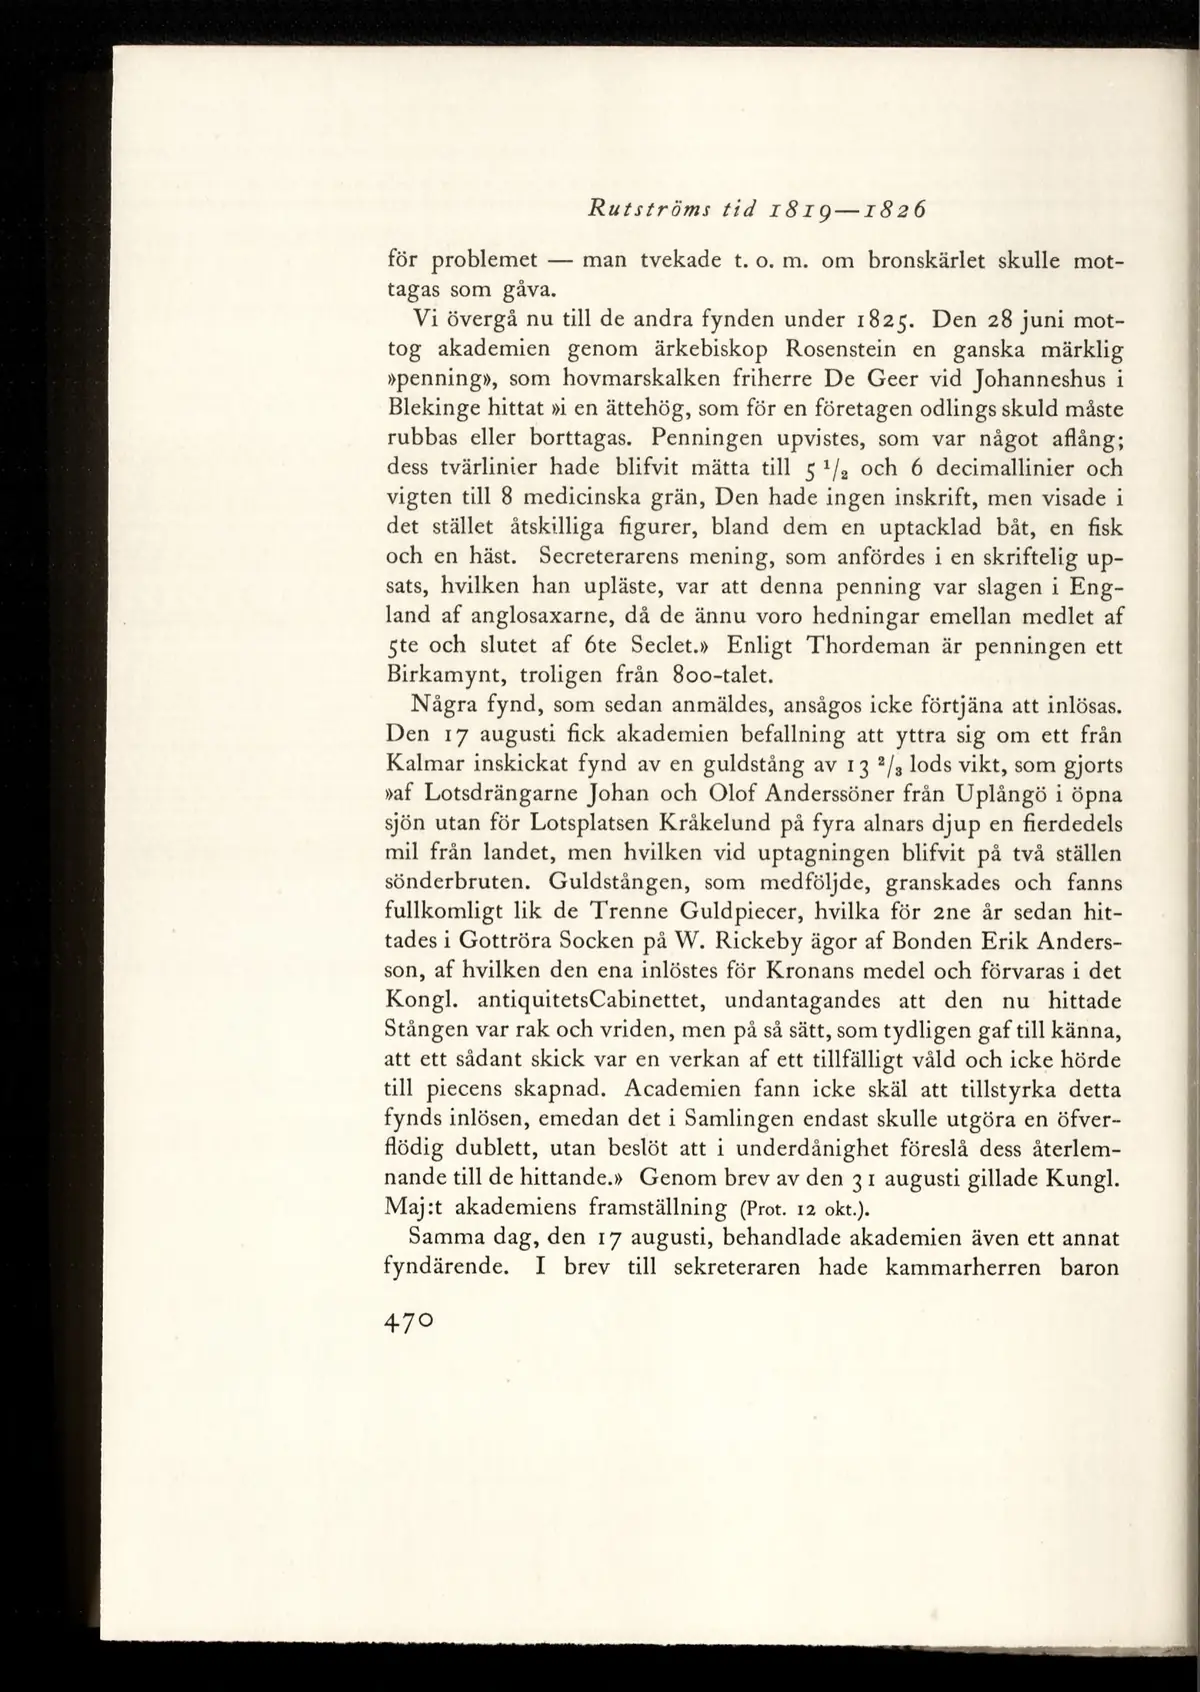 Rutströms tid 1819—1826
för problemet — man tvekade t. o. m. om bronskärlet skulle mot-
tagas som gåva.
Vi övergå nu till de andra fynden under 1825. Den 28 juni mot-
tog akademien genom ärkebiskop Rosenstein en ganska märklig
»penning», som hovmarskalken friherre De Geer vid Johanneshus i
Blekinge hittat »i en ättehög, som för en företagen odlings skuld måste
rubbas eller borttagas. Penningen upvistes, som var något aflång;
dess tvärlinier hade blifvit mätta till 5 1/2 och 6 decimallinier och
vigten till 8 medicinska grän, Den hade ingen inskrift, men visade i
det stället åtskilliga figurer, bland dem en uptacklad båt, en fisk
och en häst. Secreterarens mening, som anfördes i en skriftelig up-
sats, hvilken han upläste, var att denna penning var slagen i Eng-
land af anglosaxarne, då de ännu voro hedningar emellan medlet af
5te och slutet af 6te Seclet.» Enligt Thordeman är penningen ett
Birkamynt, troligen från 800-talet.
Några fynd, som sedan anmäldes, ansågos icke förtjäna att inlösas.
Den 17 augusti fick akademien befallning att yttra sig om ett från
Kalmar inskickat fynd av en guldstång av 13 2/3 lods vikt, som gjorts
»af Lotsdrängarne Johan och Olof Anderssöner från Uplångö i öpna
sjön utan för Lotsplatsen Kråkelund på fyra alnars djup en fierdedels
mil från landet, men hvilken vid uptagningen blifvit på två ställen
sönderbruten. Guldstången, som medföljde, granskades och fanns
fullkomligt lik de Trenne Guldpiecer, hvilka för 2ne år sedan hit-
tades i Gottröra Socken på W. Rickeby ägor af Bonden Erik Anders-
son, af hvilken den ena inlöstes för Kronans medel och förvaras i det
Kongl. antiquitetsCabinettet, undantagandes att den nu hittade
Stången var rak och vriden, men på så sätt, som tydligen gaf till känna,
att ett sådant skick var en verkan af ett tillfälligt våld och icke hörde
till piecens skapnad. Academien fann icke skäl att tillstyrka detta
fynds inlösen, emedan det i Samlingen endast skulle utgöra en öfver-
flödig dublett, utan beslöt att i underdånighet föreslå dess återlem-
nande till de hittande.» Genom brev av den 31 augusti gillade Kungl.
Maj:t akademiens framställning (Prot. 12 okt.).
Samma dag, den 17 augusti, behandlade akademien även ett annat
fyndärende. I brev till sekreteraren hade kammarherren baron
470